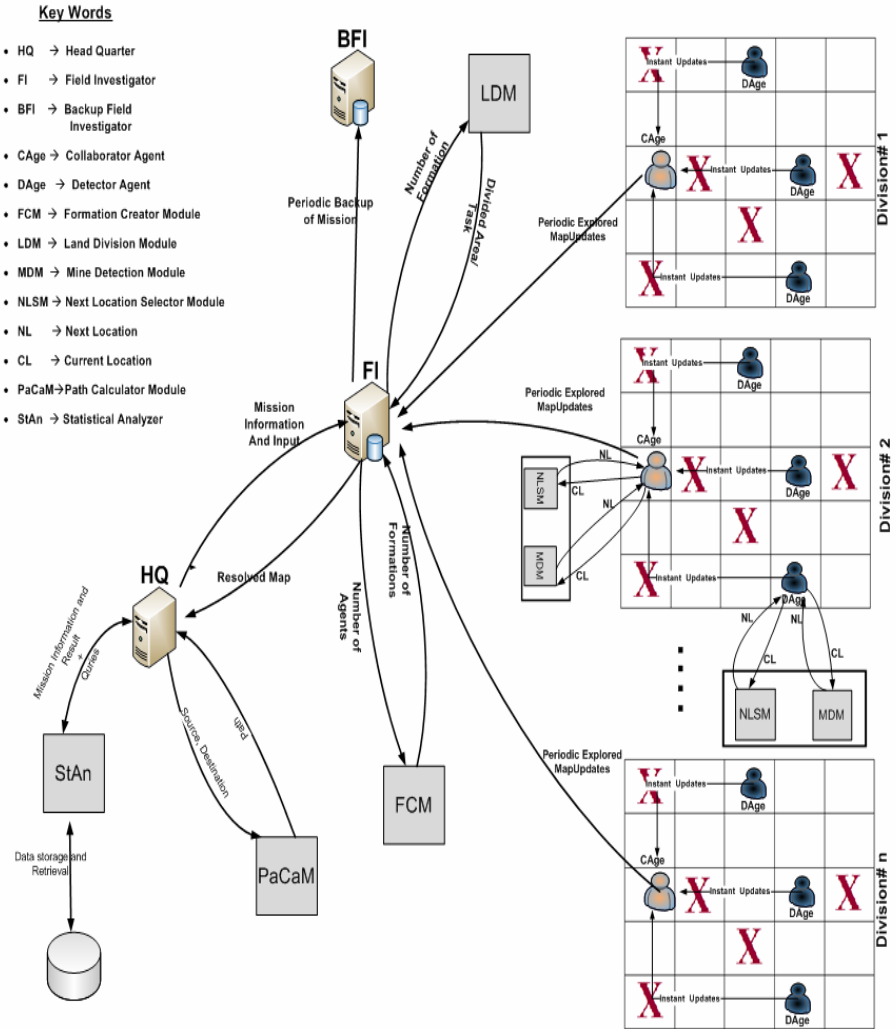 Key Words
• HQ → Head Quarter
• FI → Field Investigator
• BFI → Backup Field
Investigator
• CAge → Collaborator Agent
• DAge → Detector Agent
• FCM → Formation Creator Module
• LDM → Land Division Module
• MDM → Mine Detection Module
• NLSM → Next Location Selector Module
• NL → Next Location
• CL → Current Location
• PaCaM→Path Calculator Module
• StAn → Statistical Analyzer
BFI
LDM
Periodic Backup
of Mission
Number of
Formation
Divided Area/
Task
FI
Mission
Information
And Input
HQ
Resolved Map
Number of
Agents
Number of
Formations
Mission Information and
Result
+
Quries
Source, Destination
Path
StAn
FCM
PaCaM
Data storage and
Retrieval
Periodic Explored
MapUpdates
X
Instant Updates
DAge
CAge
X
Instant Updates
DAge
X
X
X
Instant Updates
DAge
Division# 1
Periodic Explored
MapUpdates
X
Instant Updates
DAge
CAge
X
Instant Updates
DAge
X
X
X
Instant Updates
DAge
Division# 2
NLSM
MDM
NL
CL
NL
CL
NL
CL
NL
CL
NLSM
MDM
Periodic Explored
MapUpdates
X
Instant Updates
DAge
CAge
X
Instant Updates
DAge
X
X
X
Instant Updates
DAge
Division# n